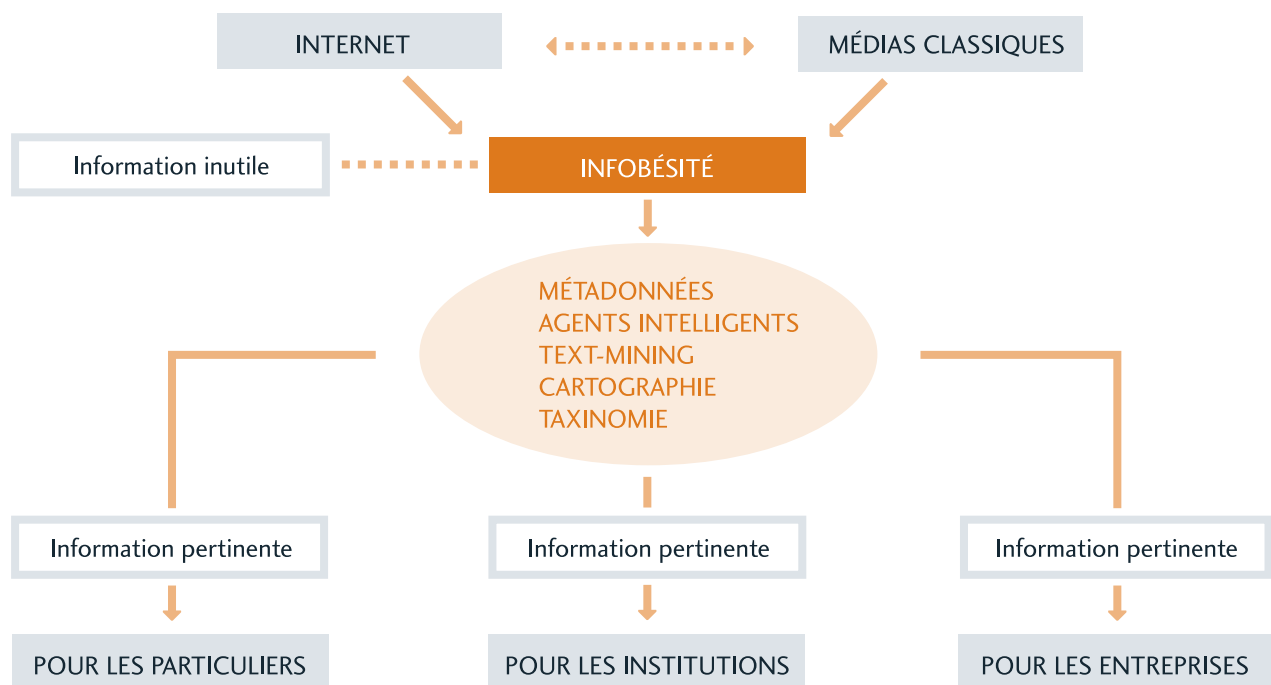 INTERNET
MÉDIAS CLASSIQUES
Information inutile
INFOBÉSITÉ
MÉTADONNÉES
AGENTS INTELLIGENTS
TEXT-MINING
CARTOGRAPHIE
TAXINOMIE
Information pertinente
Information pertinente
Information pertinente
POUR LES PARTICULIERS
POUR LES INSTITUTIONS
POUR LES ENTREPRISES